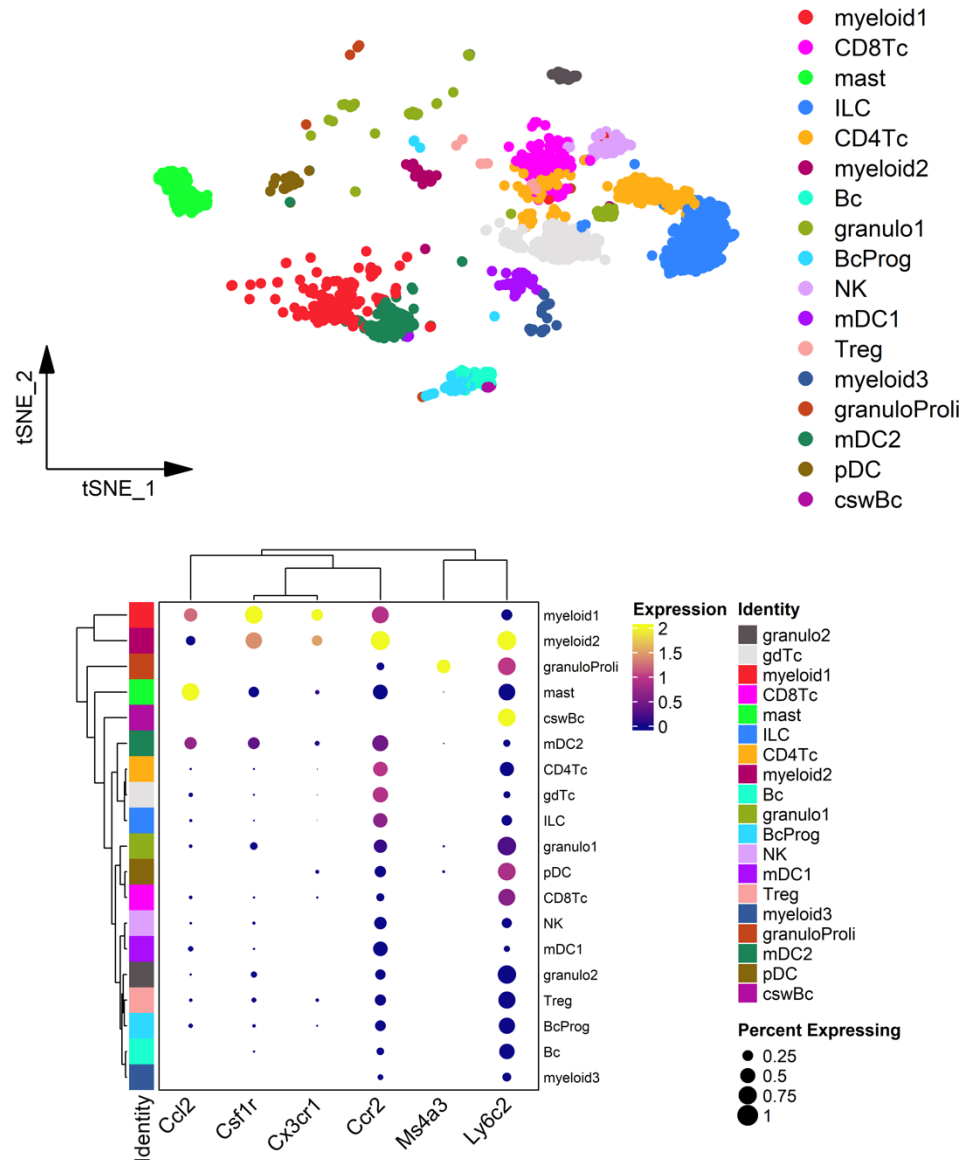 myeloid1
CD8Tc
mast
ILC
CD4Tc
myeloid2
Bc
granulo1
BcProg
NK
mDC1
Treg
myeloid3
granuloProli
mDC2
pDC
cswBc
tSNE_2
tSNE_1
myeloid1
myeloid2
granuloProli
mast
cswBc
mDC2
CD4Tc
gdTc
ILC
granulo1
pDC
CD8Tc
NK
mDC1
granulo2
Treg
BcProg
Bc
myeloid3
Identity
Ccl2
Csf1r
Cx3cr1
Ccr2
Ms4a3
Ly6c2
Expression
2
1.5
1
0.5
0
Identity
granulo2
gdTc
myeloid1
CD8Tc
mast
ILC
CD4Tc
myeloid2
Bc
granulo1
BcProg
NK
mDC1
Treg
myeloid3
granuloProli
mDC2
pDC
cswBc
Percent Expressing
0.25
0.5
0.75
1